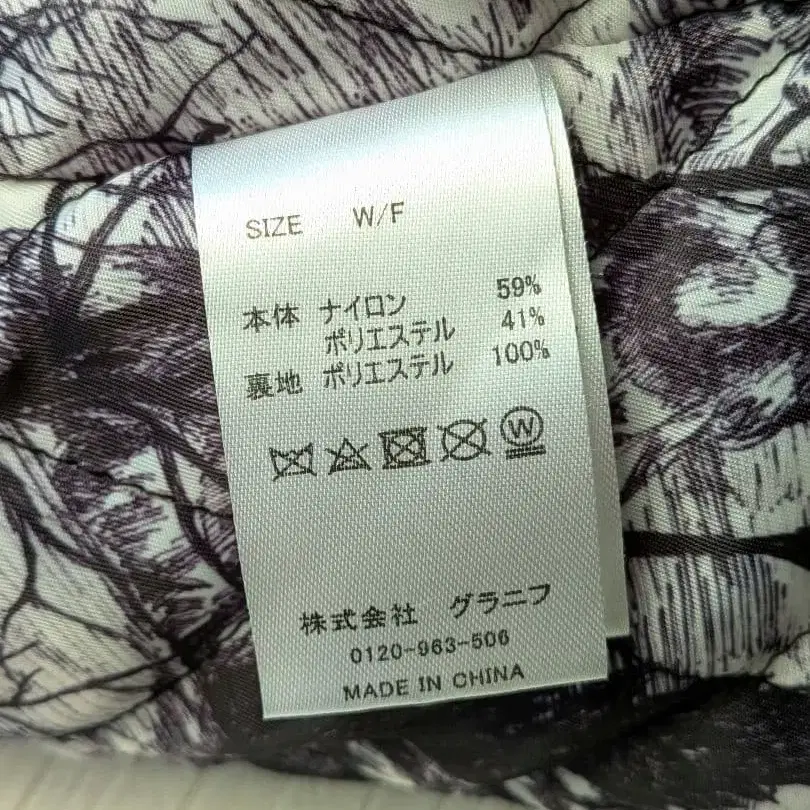 SIZE W/F
本体 ナイロン 59%
ポリエステル 41%
裏地 ポリエステル 100%
W
株式会社 グラニフ
0120-963-506
MADE IN CHINA